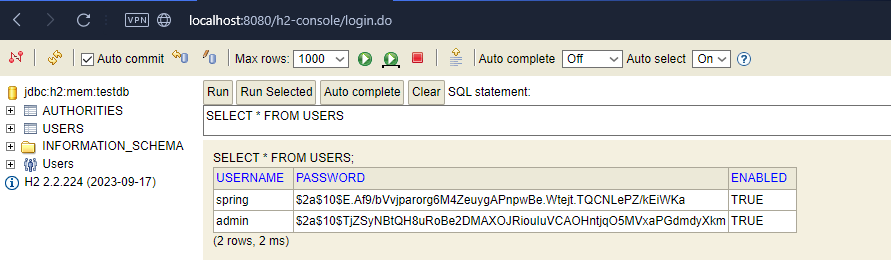 VPN localhost:8080/h2-console/login.do
Auto commit Max rows: 1000 Auto complete Off Auto select On
jdbc:h2:mem:testdb
AUTHORITIES
USERS
INFORMATION_SCHEMA
Users
H2 2.2.224 (2023-09-17)
Run Run Selected Auto complete Clear SQL statement:
SELECT * FROM USERS
SELECT * FROM USERS;
USERNAME PASSWORD ENABLED
spring $2a$10$E.Af9/bVvjparorg6M4ZeuygAPnpwBe.Wtejt.TQCNLePZ/kEiWKa TRUE
admin $2a$10$TjZSyNBtQH8uRoBe2DMAXOJRiouIuVCAOHntjqO5MVxaPGdmdyXkm TRUE
(2 rows, 2 ms)